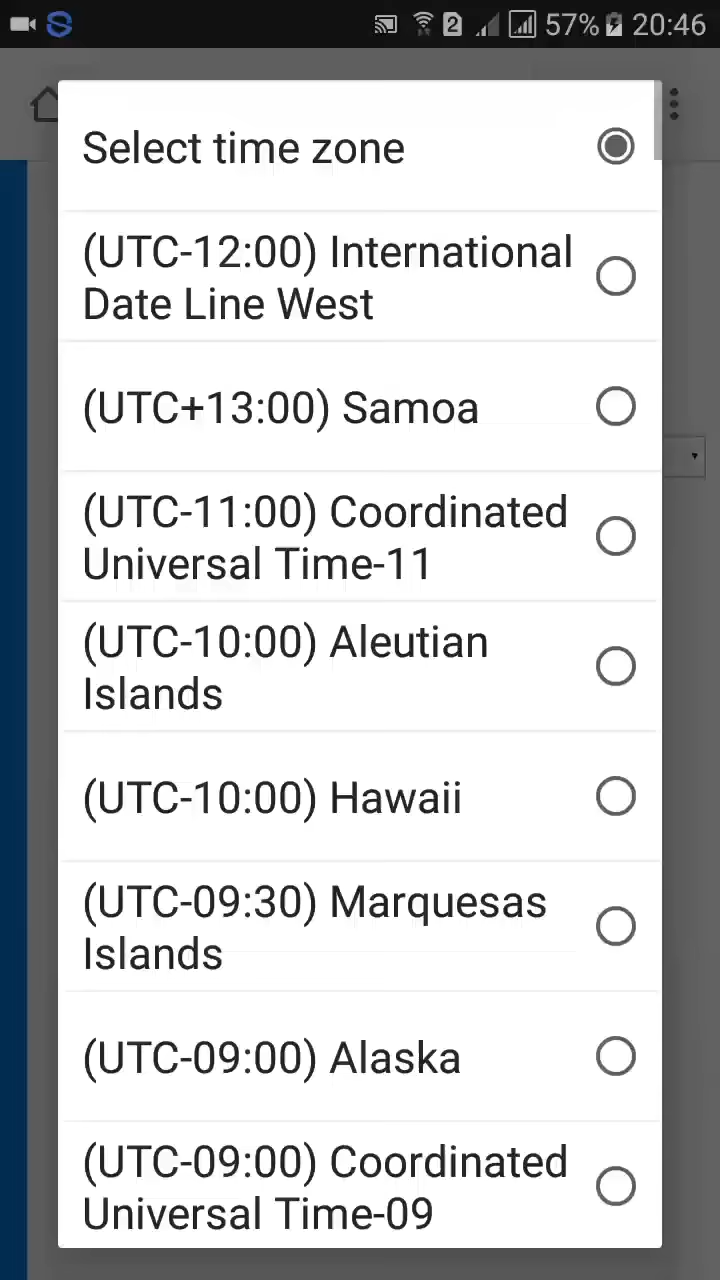 2 57% 20:46
Select time zone
(UTC-12:00) International
Date Line West
(UTC+13:00) Samoa
(UTC-11:00) Coordinated
Universal Time-11
(UTC-10:00) Aleutian
Islands
(UTC-10:00) Hawaii
(UTC-09:30) Marquesas
Islands
(UTC-09:00) Alaska
(UTC-09:00) Coordinated
Universal Time-09